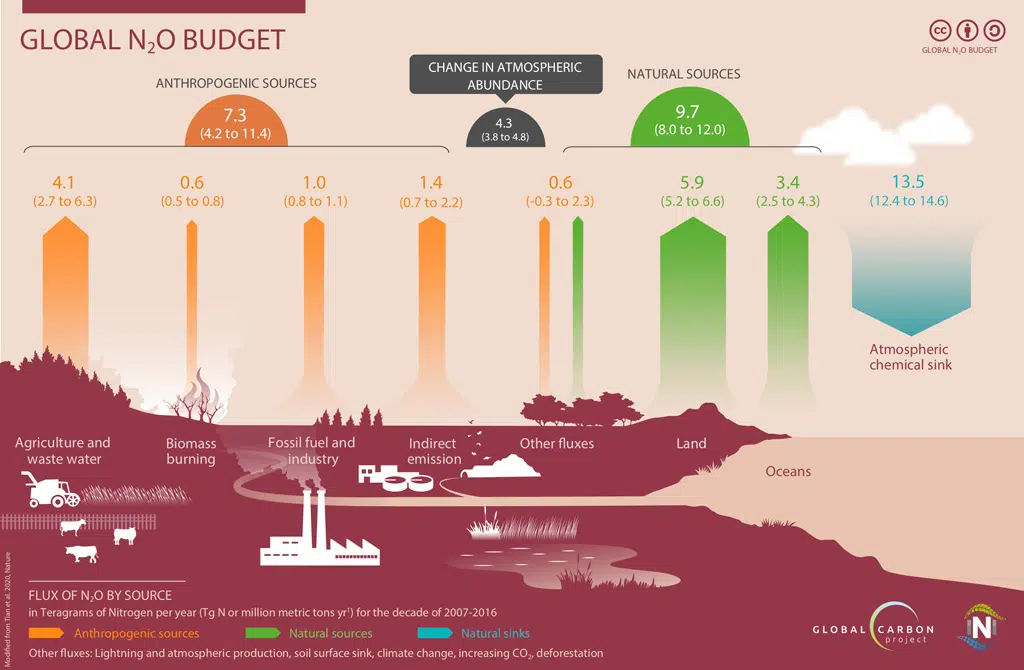 GLOBAL N₂O BUDGET
GLOBAL N₂O BUDGET
ANTHROPOGENIC SOURCES
7.3
(4.2 to 11.4)
CHANGE IN ATMOSPHERIC
ABUNDANCE
4.3
(3.8 to 4.8)
NATURAL SOURCES
9.7
(8.0 to 12.0)
4.1
(2.7 to 6.3)
0.6
(0.5 to 0.8)
1.0
(0.8 to 1.1)
1.4
(0.7 to 2.2)
0.6
(-0.3 to 2.3)
5.9
(5.2 to 6.6)
3.4
(2.5 to 4.3)
13.5
(12.4 to 14.6)
Atmospheric
chemical sink
Agriculture and
waste water
Biomass
burning
Fossil fuel and
industry
Indirect
emission
Other fluxes
Land
Oceans
FLUX OF N₂O BY SOURCE
in Teragrams of Nitrogen per year (Tg N or million metric tons yr¹) for the decade of 2007-2016
Anthropogenic sources
Natural sources
Natural sinks
Other fluxes: Lightning and atmospheric production, soil surface sink, climate change, increasing CO₂, deforestation
Modified from Tian et al. 2020, Nature
GLOBAL CARBON
project
N
cc